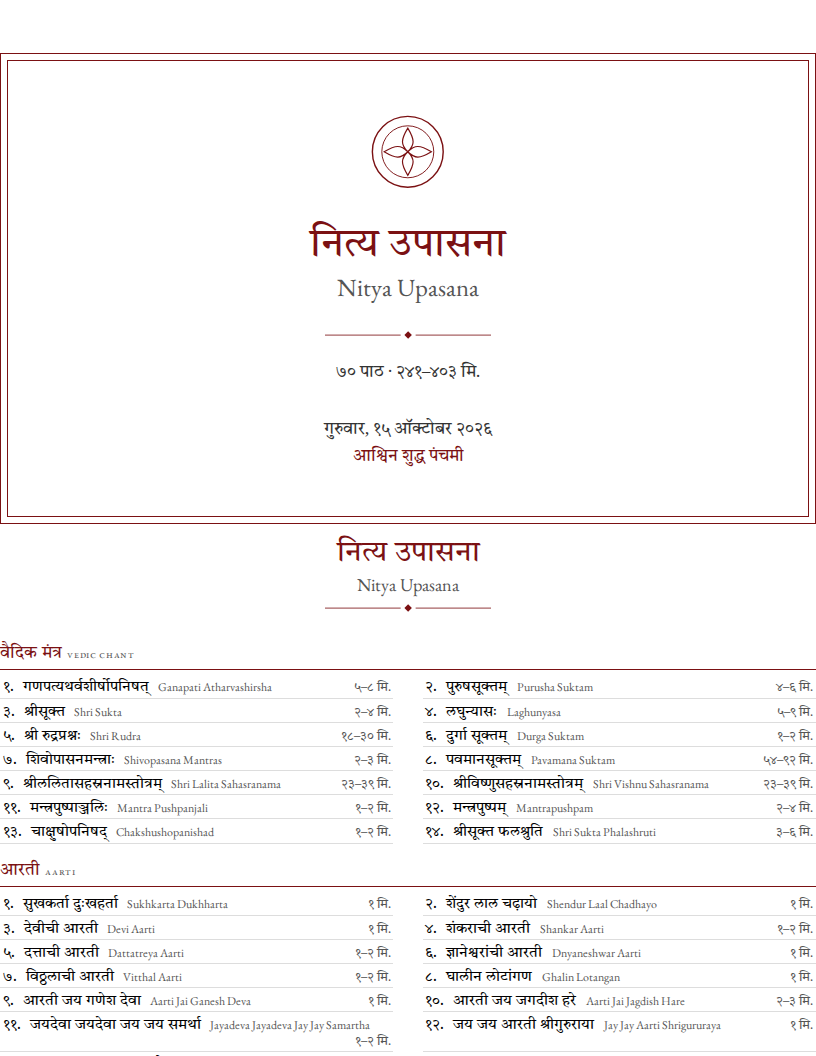 नित्य उपासना
Nitya Upasana
७० पाठ · २४१–४०३ मि.
गुरुवार, १५ ऑक्टोबर २०२६
आश्विन शुद्ध पंचमी
नित्य उपासना
Nitya Upasana
वैदिक मंत्र VEDIC CHANT
१. गणपत्यथर्वशीर्षोपनिषत् Ganapati Atharvashirsha ५–८ मि.
२. पुरुषसूक्तम् Purusha Suktam ४–६ मि.
३. श्रीसूक्त Shri Sukta २–४ मि.
४. लघुन्यासः Laghunyasa ५–९ मि.
५. श्री रुद्रप्रश्नः Shri Rudra १८–३० मि.
६. दुर्गा सूक्तम् Durga Suktam १–२ मि.
७. शिवोपासनमन्त्राः Shivopasana Mantras २–३ मि.
८. पवमानसूक्तम् Pavamana Suktam ५४–९२ मि.
९. श्रीललितासहस्रनामस्तोत्रम् Shri Lalita Sahasranama २३–३९ मि.
१०. श्रीविष्णुसहस्रनामस्तोत्रम् Shri Vishnu Sahasranama २३–३९ मि.
११. मन्त्रपुष्पाञ्जलिः Mantra Pushpanjali १–२ मि.
१२. मन्त्रपुष्पम् Mantrapushpam २–४ मि.
१३. चाक्षुषोपनिषद् Chakshushopanishad १–२ मि.
१४. श्रीसूक्त फलश्रुति Shri Sukta Phalashruti ३–६ मि.
आरती AARTI
१. सुखकर्ता दुःखहर्ता Sukhkarta Dukhharta १ मि.
२. शेंदुर लाल चढ़ायो Shendur Laal Chadhayo १ मि.
३. देवीची आरती Devi Aarti १ मि.
४. शंकराची आरती Shankar Aarti १–२ मि.
५. दत्ताची आरती Dattatreya Aarti १–२ मि.
६. ज्ञानेश्वरांची आरती Dnyaneshwar Aarti १ मि.
७. विठ्ठलाची आरती Vitthal Aarti १–२ मि.
८. घालीन लोटांगण Ghalin Lotangan १ मि.
९. आरती जय गणेश देवा Aarti Jai Ganesh Deva १ मि.
१०. आरती जय जगदीश हरे Aarti Jai Jagdish Hare २–३ मि.
११. जयदेवा जयदेवा जय जय समर्था Jayadeva Jayadeva Jay Jay Samartha
१–२ मि.
१२. जय जय आरती श्रीगुरुराया Jay Jay Aarti Shrigururaya १ मि.